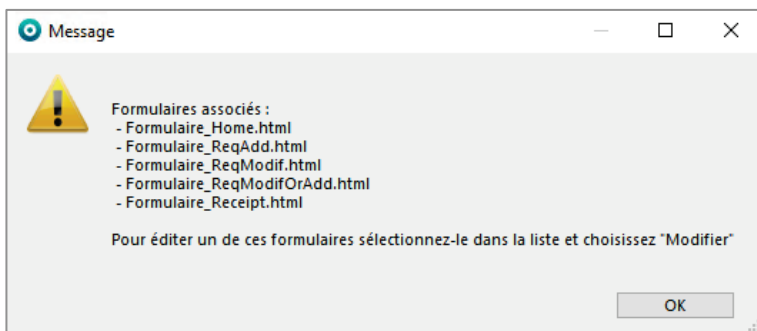 Message
Formulaires associés :
- Formulaire_Home.html
- Formulaire_ReqAdd.html
- Formulaire_ReqModif.html
- Formulaire_ReqModifOrAdd.html
- Formulaire_Receipt.html
Pour éditer un de ces formulaires sélectionnez-le dans la liste et choisissez "Modifier"
OK